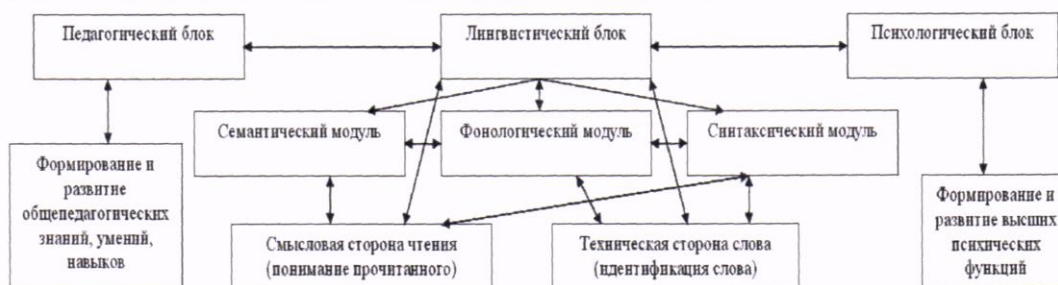 Педагогический блок
Лингвистический блок
Психологический блок
Семантический модуль
Фонологический модуль
Синтаксический модуль
Формирование и
развитие
общепедагогических
знаний, умений,
навыков
Смысловая сторона чтения
(понимание прочитанного)
Техническая сторона слова
(идентификация слова)
Формирование и
развитие высших
психических
функций